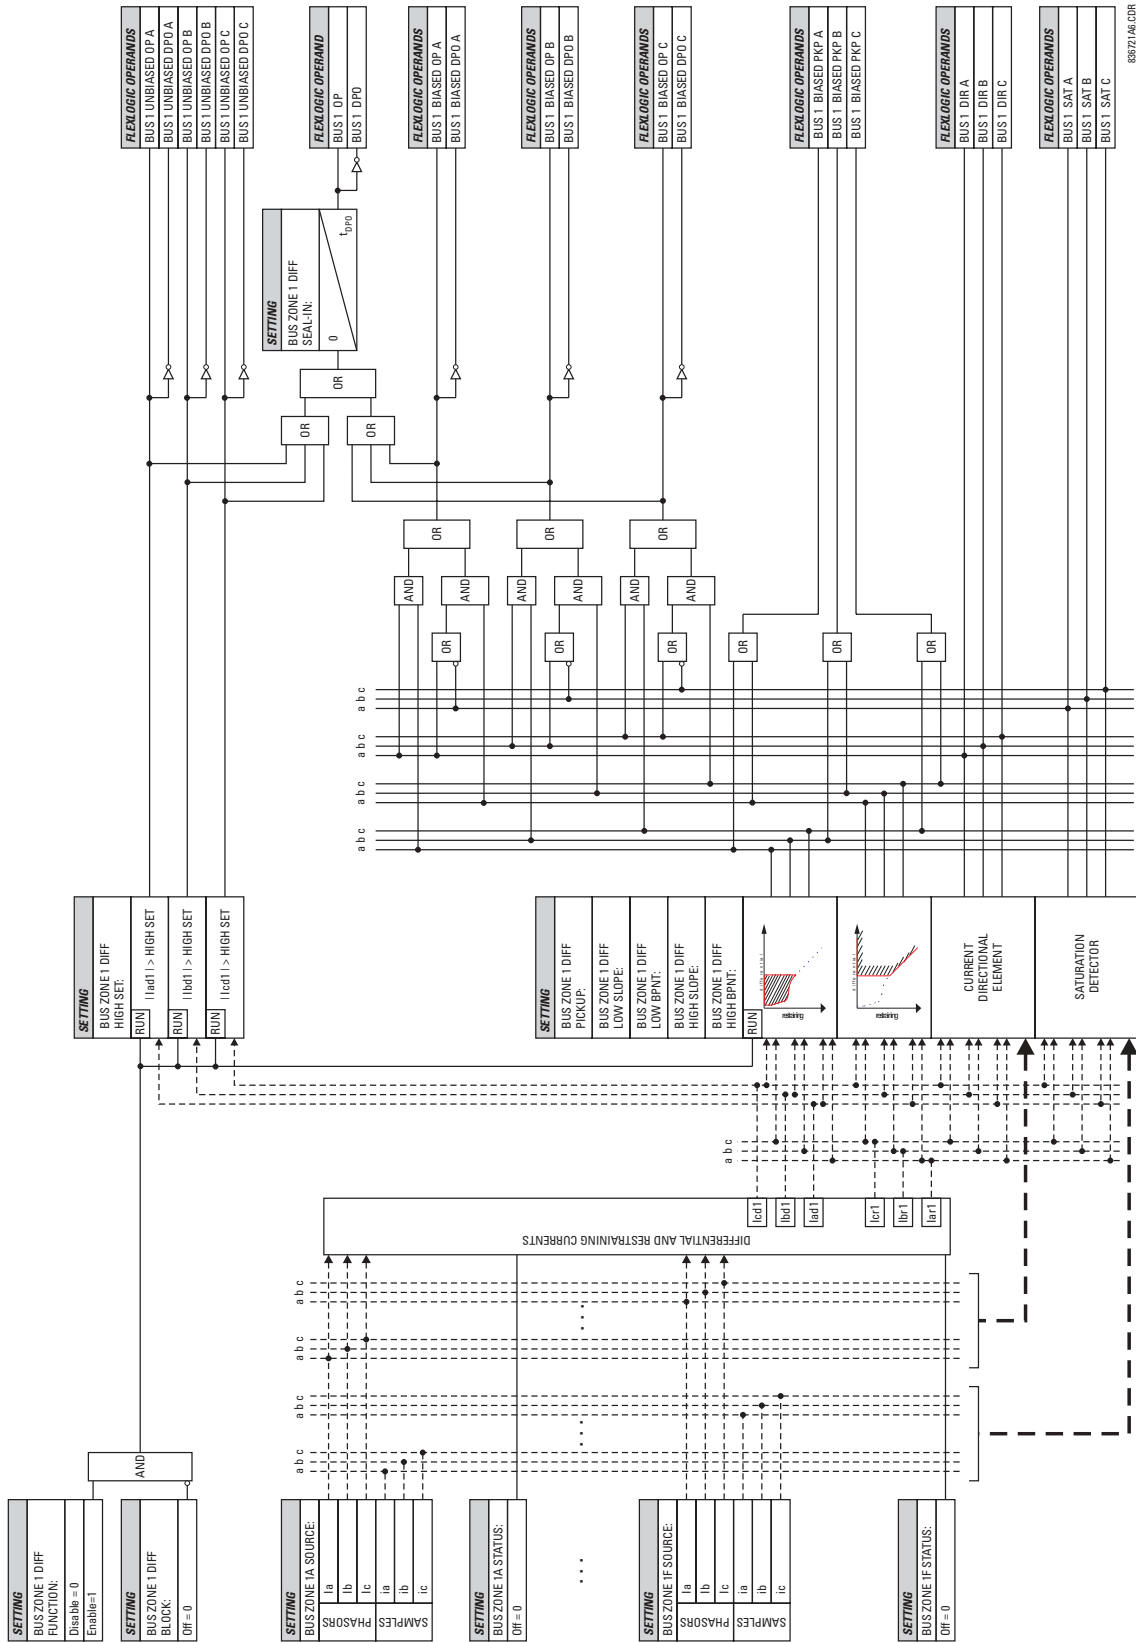 SETTING
BUS ZONE 1 DIFF
FUNCTION:
Disable = 0
Enable=1
SETTING
BUS ZONE 1 DIFF
BLOCK:
Off = 0
AND
SETTING
BUS ZONE 1A SOURCE:
PHASORS
Ia
Ib
Ic
SAMPLES
ia
ib
ic
SETTING
BUS ZONE 1A STATUS:
Off = 0
SETTING
BUS ZONE 1F SOURCE:
PHASORS
Ia
Ib
Ic
SAMPLES
ia
ib
ic
SETTING
BUS ZONE 1F STATUS:
Off = 0
a b c
a b c
a b c
a b c
DIFFERENTIAL AND RESTRAINING CURRENTS
Icd1
Ibd1
Iad1
Icr1
Ibr1
Iar1
a b c
SETTING
BUS ZONE 1 DIFF
HIGH SET:
RUN
||Iad1 | > HIGH SET
RUN
||Ibd1 | > HIGH SET
RUN
||Icd1 | > HIGH SET
SETTING
BUS ZONE 1 DIFF
PICKUP:
BUS ZONE 1 DIFF
LOW SLOPE:
BUS ZONE 1 DIFF
LOW BPNT:
BUS ZONE 1 DIFF
HIGH SLOPE:
BUS ZONE 1 DIFF
HIGH BPNT:
RUN
differential
restraining
differential
restraining
CURRENT
DIRECTIONAL
ELEMENT
SATURATION
DETECTOR
a b c
a b c
a b c
a b c
OR
OR
OR
OR
OR
OR
AND
AND
AND
AND
AND
AND
OR
OR
OR
OR
OR
OR
SETTING
BUS ZONE 1 DIFF
SEAL-IN:
0
tDPO
FLEXLOGIC OPERANDS
BUS 1 UNBIASED OP A
BUS 1 UNBIASED DPO A
BUS 1 UNBIASED OP B
BUS 1 UNBIASED DPO B
BUS 1 UNBIASED OP C
BUS 1 UNBIASED DPO C
FLEXLOGIC OPERAND
BUS 1 OP
BUS 1 DPO
FLEXLOGIC OPERANDS
BUS 1 BIASED OP A
BUS 1 BIASED DPO A
FLEXLOGIC OPERANDS
BUS 1 BIASED OP B
BUS 1 BIASED DPO B
FLEXLOGIC OPERANDS
BUS 1 BIASED OP C
BUS 1 BIASED DPO C
FLEXLOGIC OPERANDS
BUS 1 BIASED PKP A
BUS 1 BIASED PKP B
BUS 1 BIASED PKP C
FLEXLOGIC OPERANDS
BUS 1 DIR A
BUS 1 DIR B
BUS 1 DIR C
FLEXLOGIC OPERANDS
BUS 1 SAT A
BUS 1 SAT B
BUS 1 SAT C
836721A6.CDR